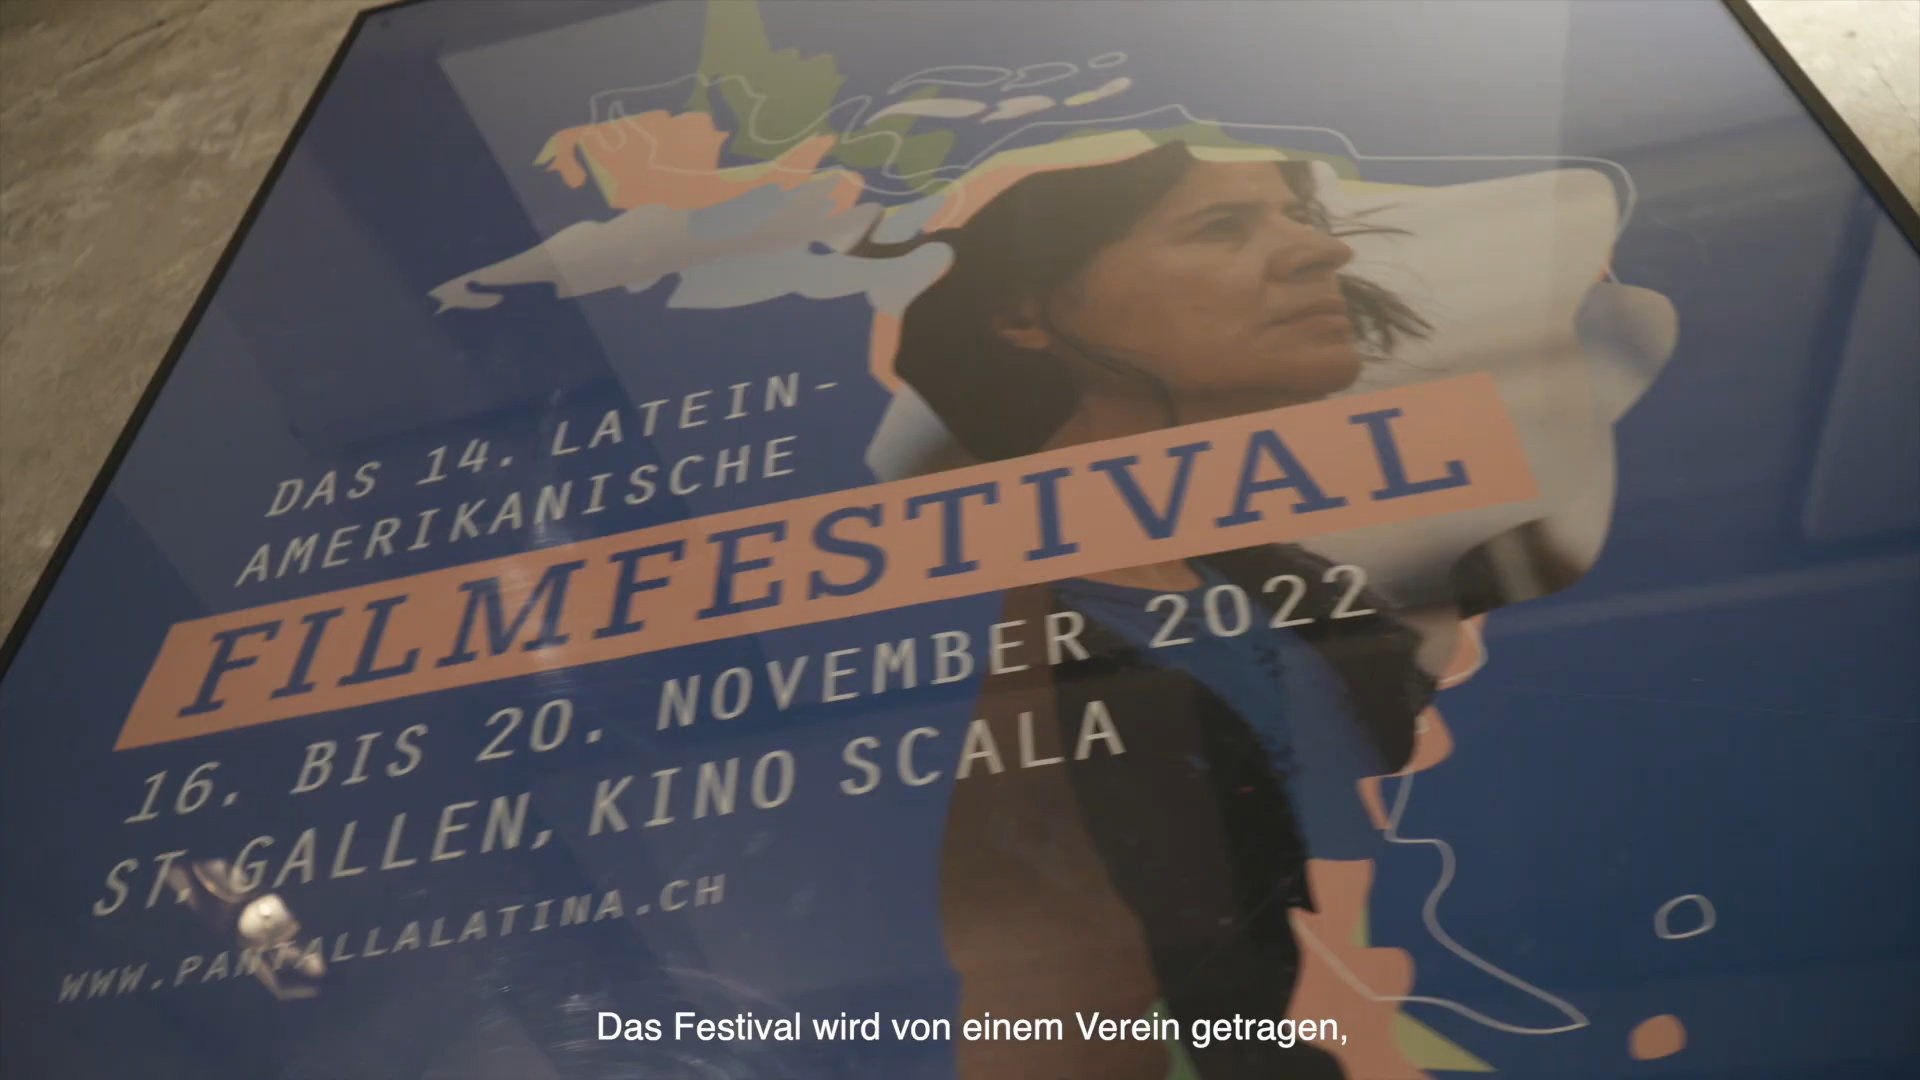 DAS 14. LATEIN-
AMERIKANISCHE
FILMFESTIVAL
16. BIS 20. NOVEMBER 2022
ST. GALLEN, KINO SCALA
WWW.PANTALLALATINA.CH
Das Festival wird von einem Verein getragen,